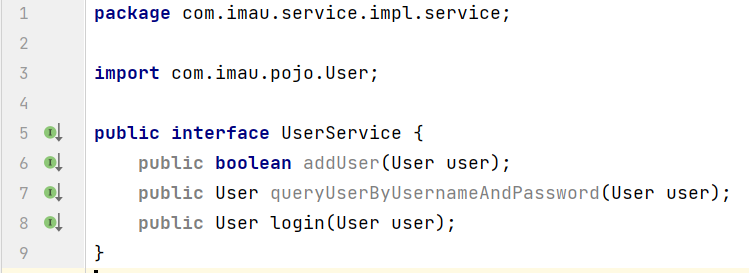 1 package com.imau.service.impl.service;
2
3 import com.imau.pojo.User;
4
5 public interface UserService {
6 public boolean addUser(User user);
7 public User queryUserByUsernameAndPassword(User user);
8 public User login(User user);
9 }